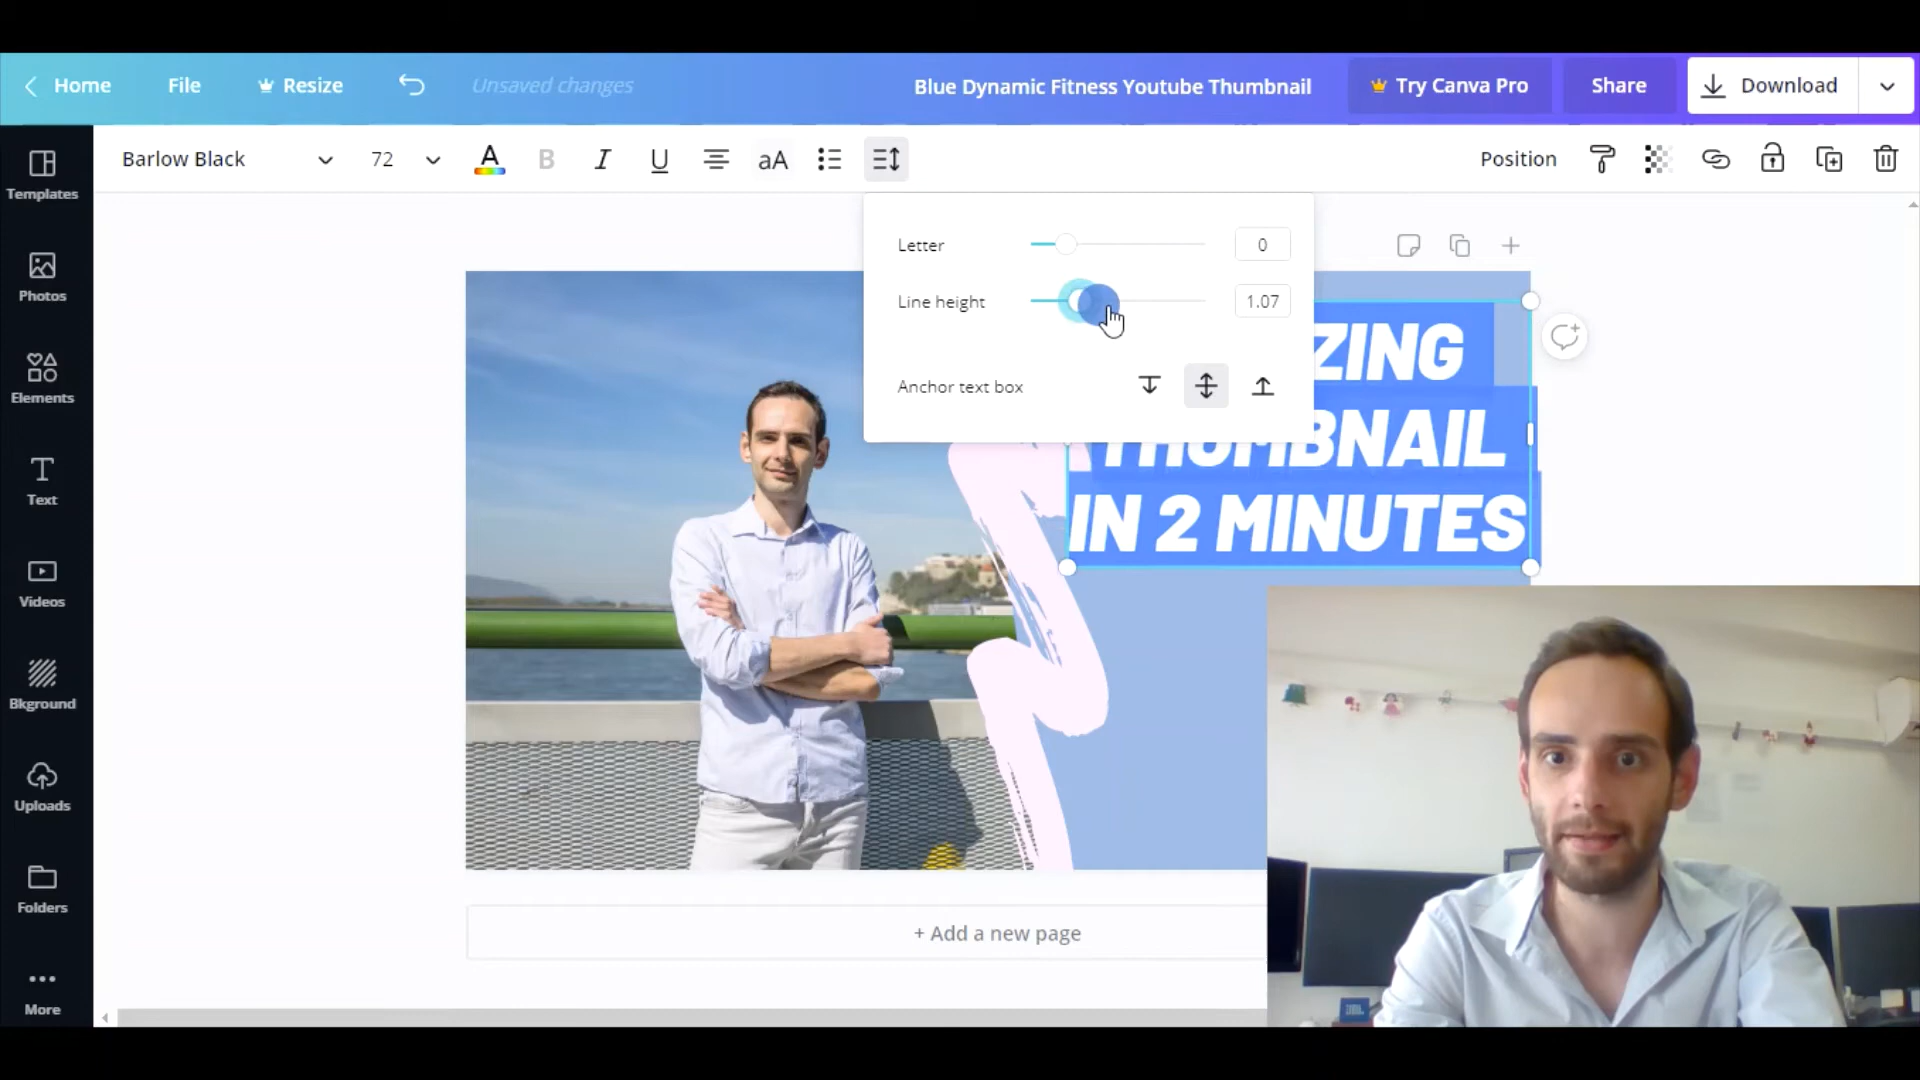 Home File Resize Unsaved changes Blue Dynamic Fitness Youtube Thumbnail Try Canva Pro Share Download
Barlow Black 72 A B I U aA Position
Templates
Photos
Elements
Text
Videos
Bkground
Uploads
Folders
More
Letter 0
Line height 1.07
Anchor text box
ZING
THUMBNAIL
IN 2 MINUTES
+ Add a new page